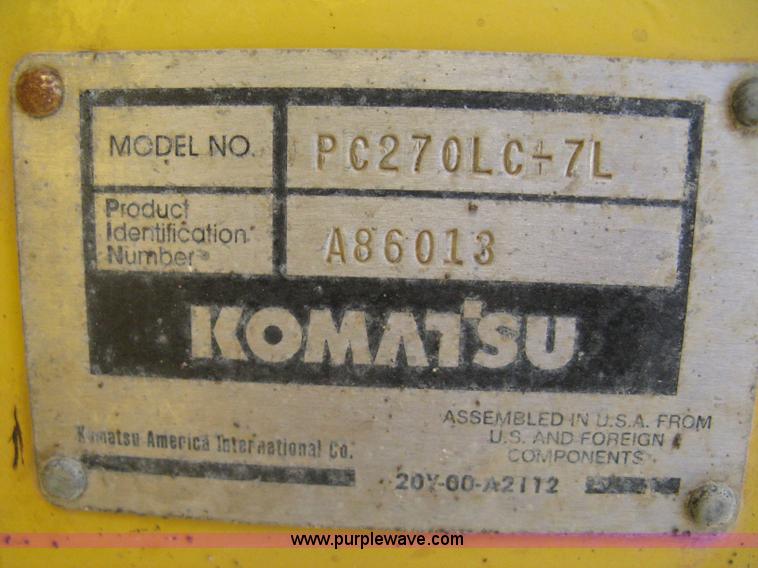 MODEL NO. PC270LC-7L
Product
Identification
Number A86013
KOMATSU
Komatsu America International Co.
ASSEMBLED IN U.S.A. FROM
U.S. AND FOREIGN
COMPONENTS
20Y-00-A2112
www.purplewave.com